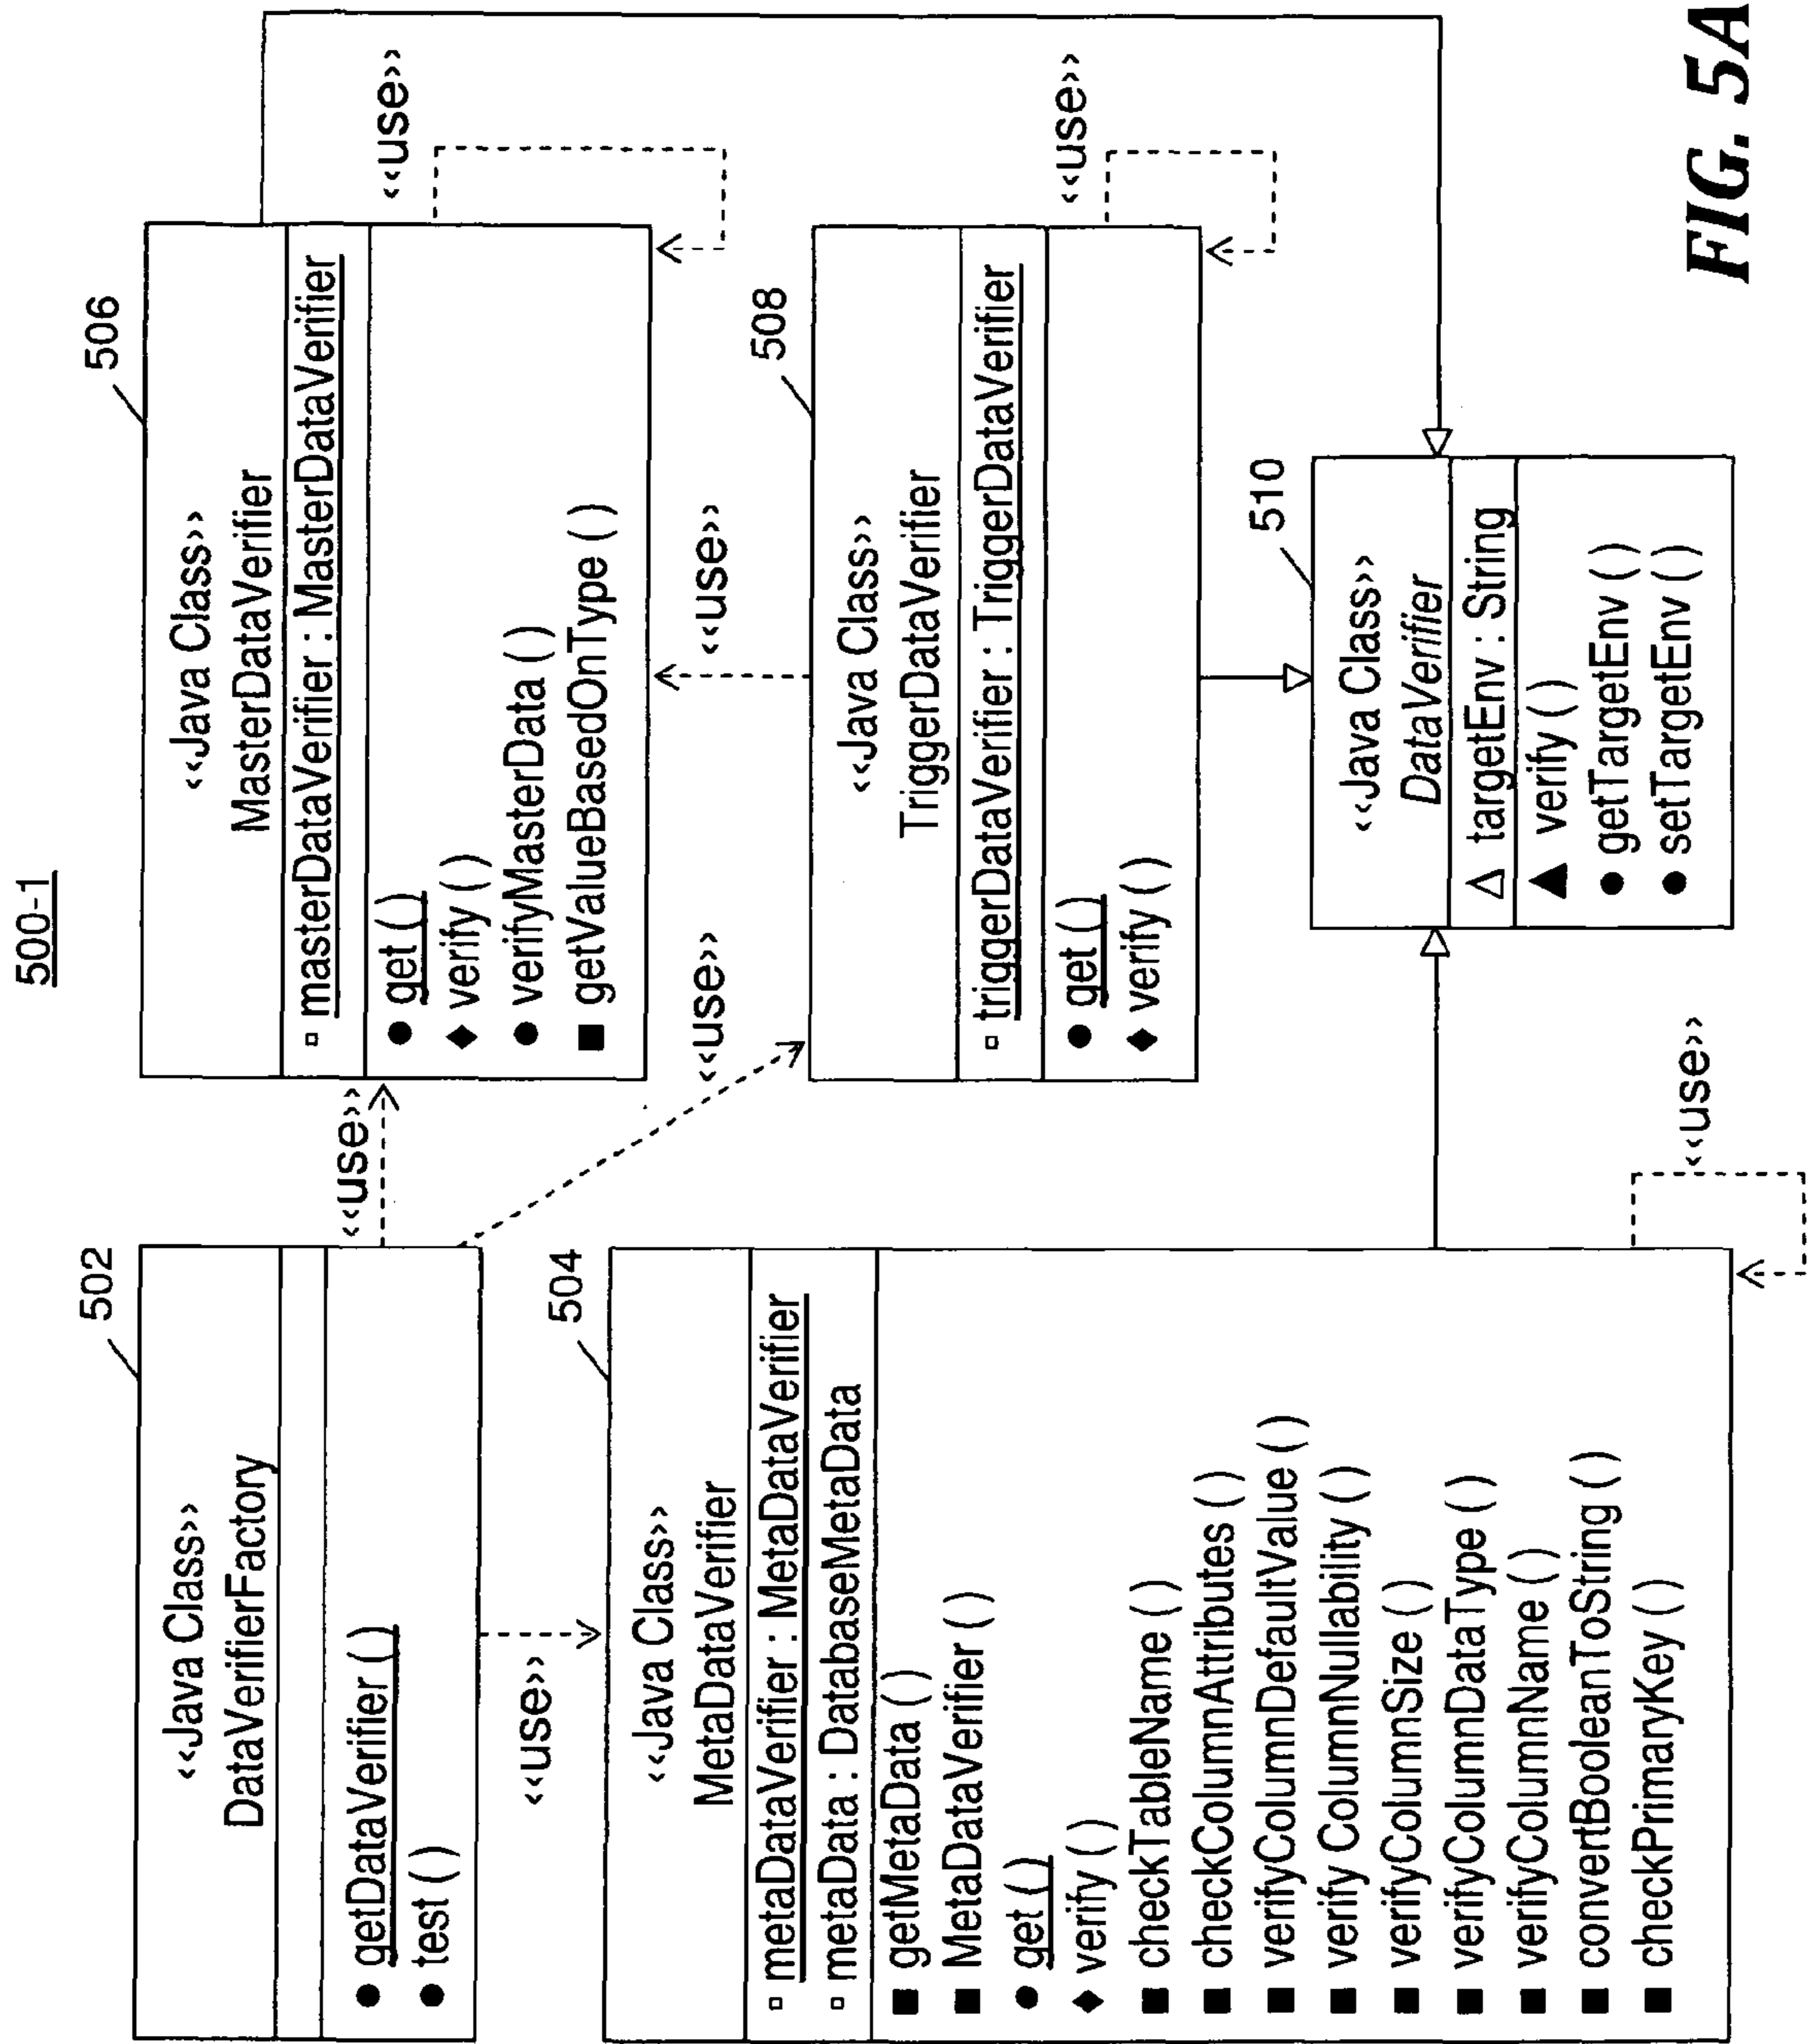 500-1
502
‹‹Java Class››
DataVerifierFactory
● getDataVerifier ( )
● test ( )
‹‹use››
‹‹use››
‹‹use››
504
‹‹Java Class››
MetaDataVerifier
▫ metaDataVerifier : MetaDataVerifier
▫ metaData : DatabaseMetaData
■ getMetaData ( )
■ MetaDataVerifier ( )
● get ( )
◆ verify ( )
■ checkTableName ( )
■ checkColumnAttributes ( )
■ verifyColumnDefaultValue ( )
■ verify ColumnNullability ( )
■ verifyColumnSize ( )
■ verifyColumnDataType ( )
■ verifyColumnName ( )
■ convertBooleanToString ( )
■ checkPrimaryKey ( )
‹‹use››
506
‹‹Java Class››
MasterDataVerifier
▫ masterDataVerifier : MasterDataVerifier
● get ( )
◆ verify ( )
● verifyMasterData ( )
■ getValueBasedOnType ( )
‹‹use››
‹‹use››
508
‹‹Java Class››
TriggerDataVerifier
▫ triggerDataVerifier : TriggerDataVerifier
● get ( )
◆ verify ( )
‹‹use››
510
‹‹Java Class››
DataVerifier
△ targetEnv : String
▲ verify ( )
● getTargetEnv ( )
● setTargetEnv ( )
FIG. 5A